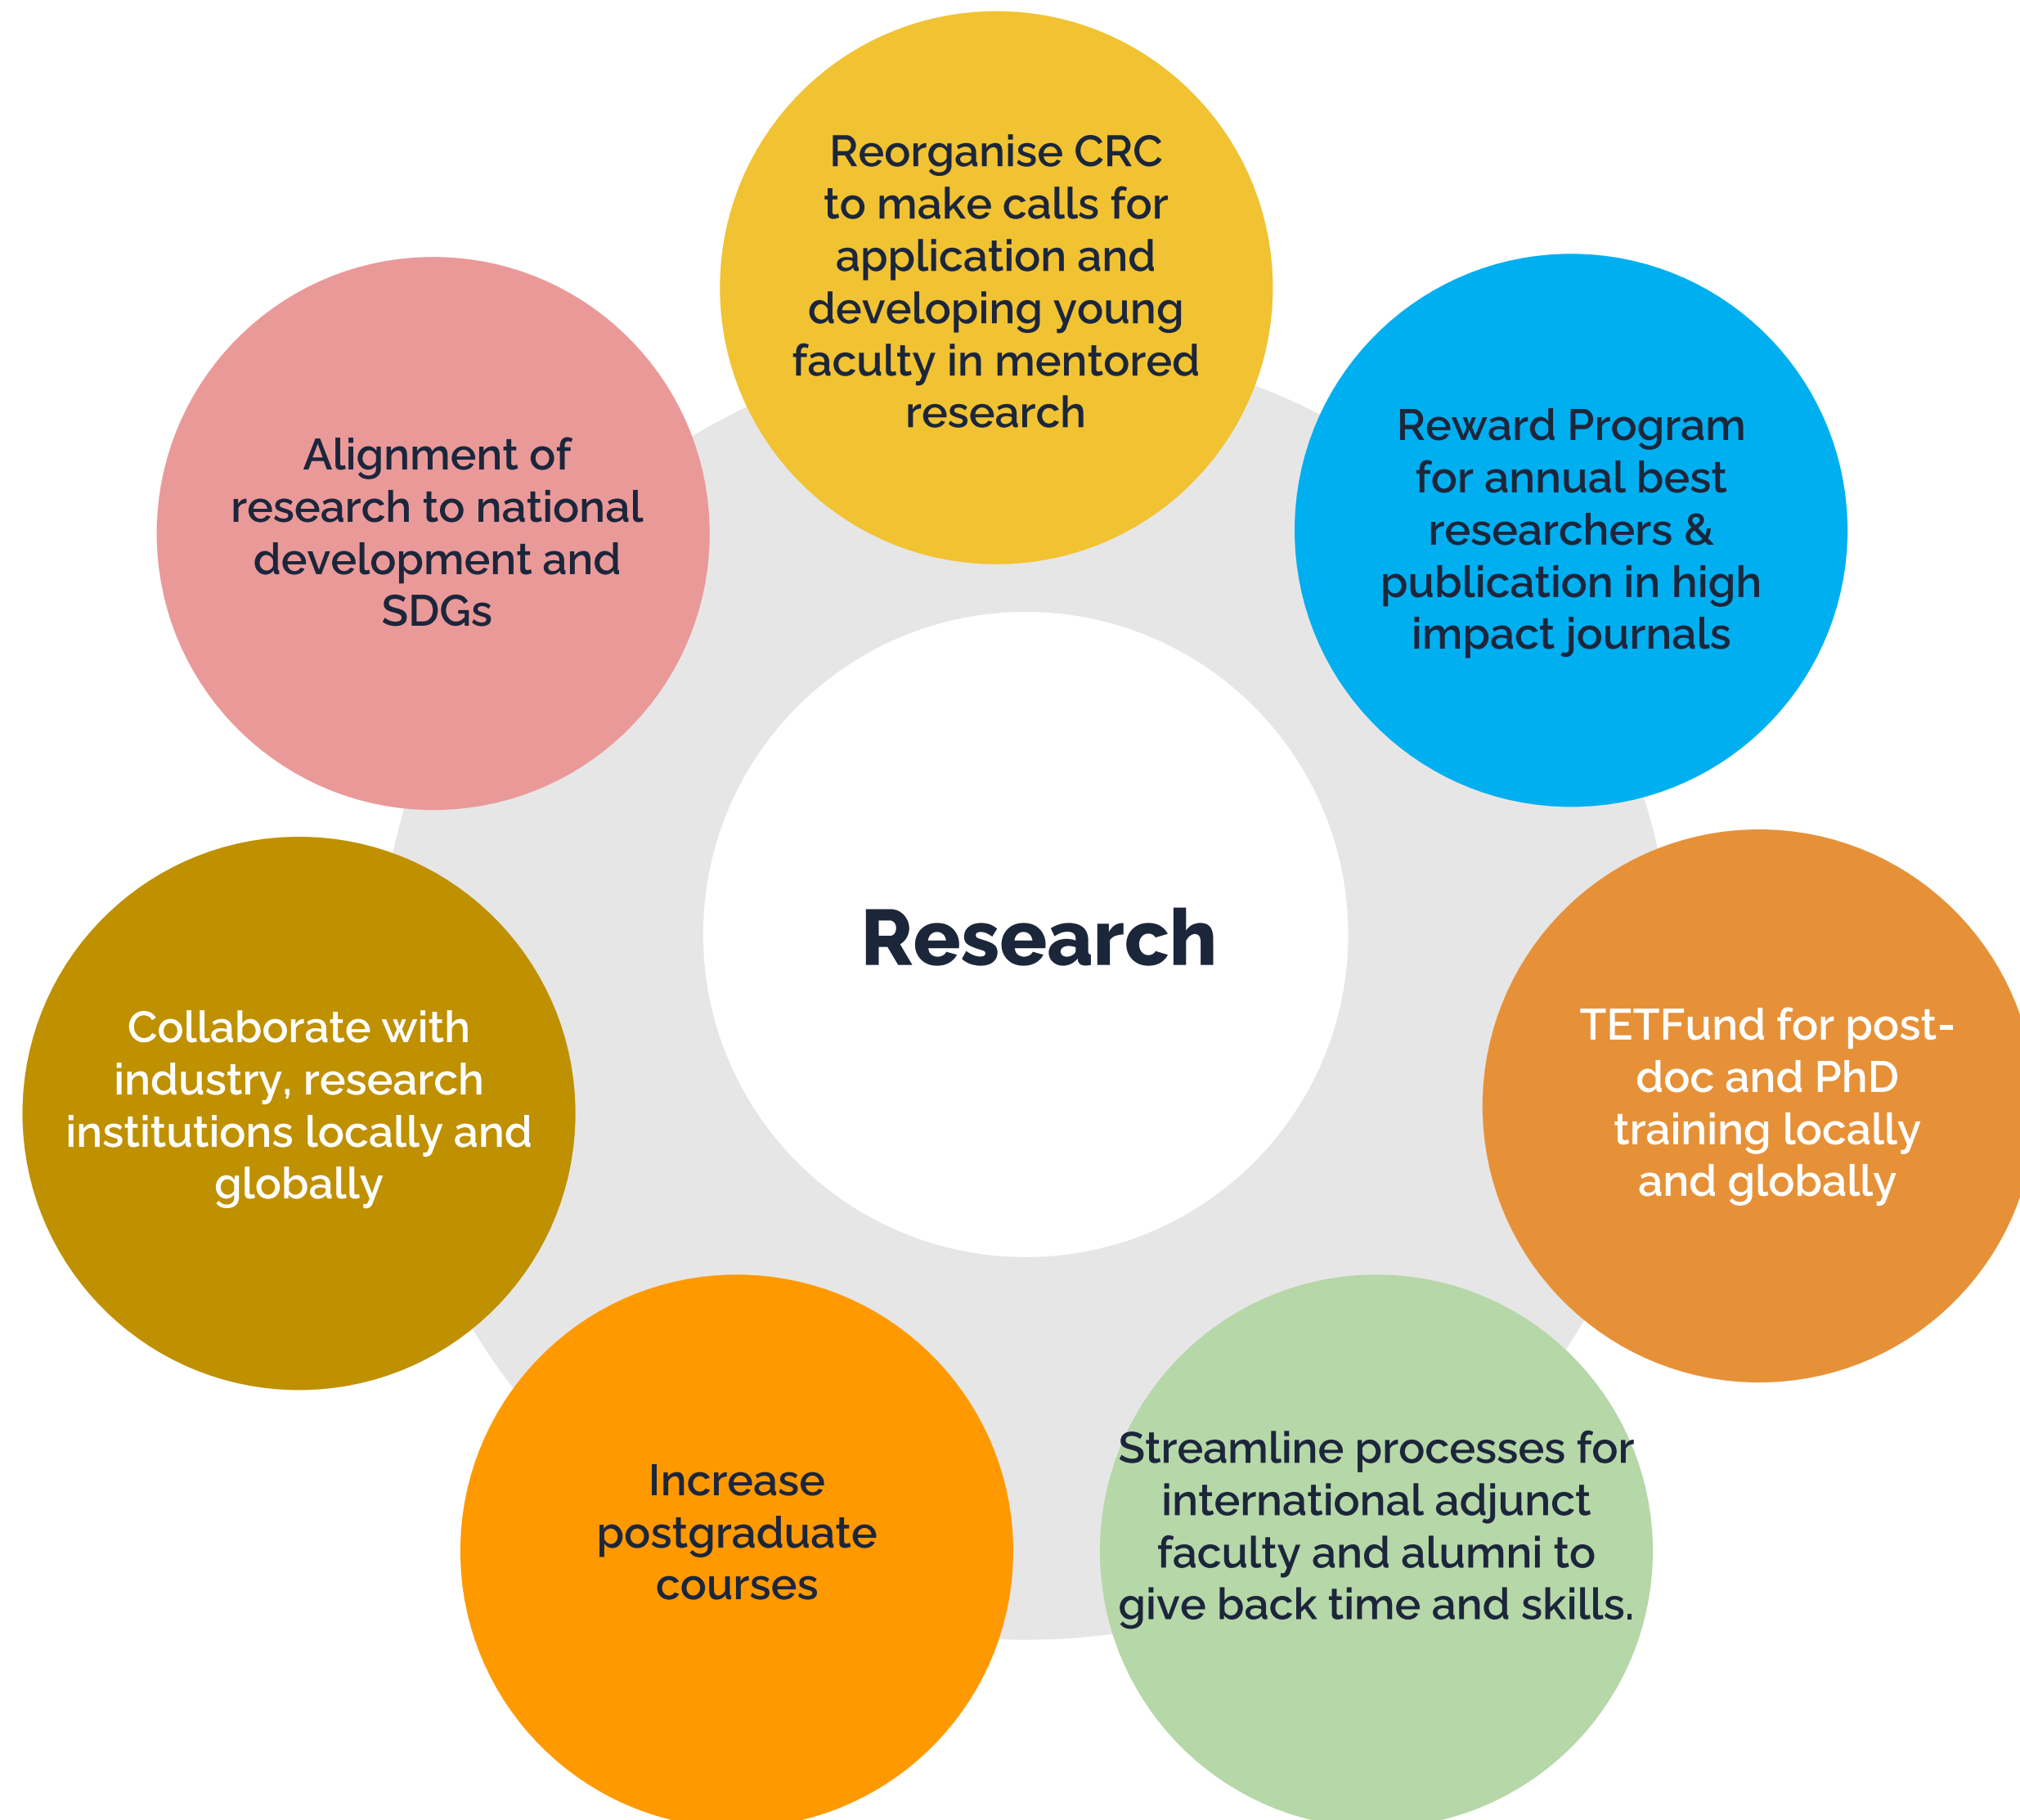 Reorganise CRC
to make calls for
application and
developing young
faculty in mentored
research
Reward Program
for annual best
researchers &
publication in high
impact journals
Alignment of
research to national
development and
SDGs
Research
TETFund for post-
doc and PhD
training locally
and globally
Collaborate with
industry, research
institutions locally and
globally
Streamline processes for
international adjunct
faculty and alumni to
give back time and skills.
Increase
postgraduate
courses